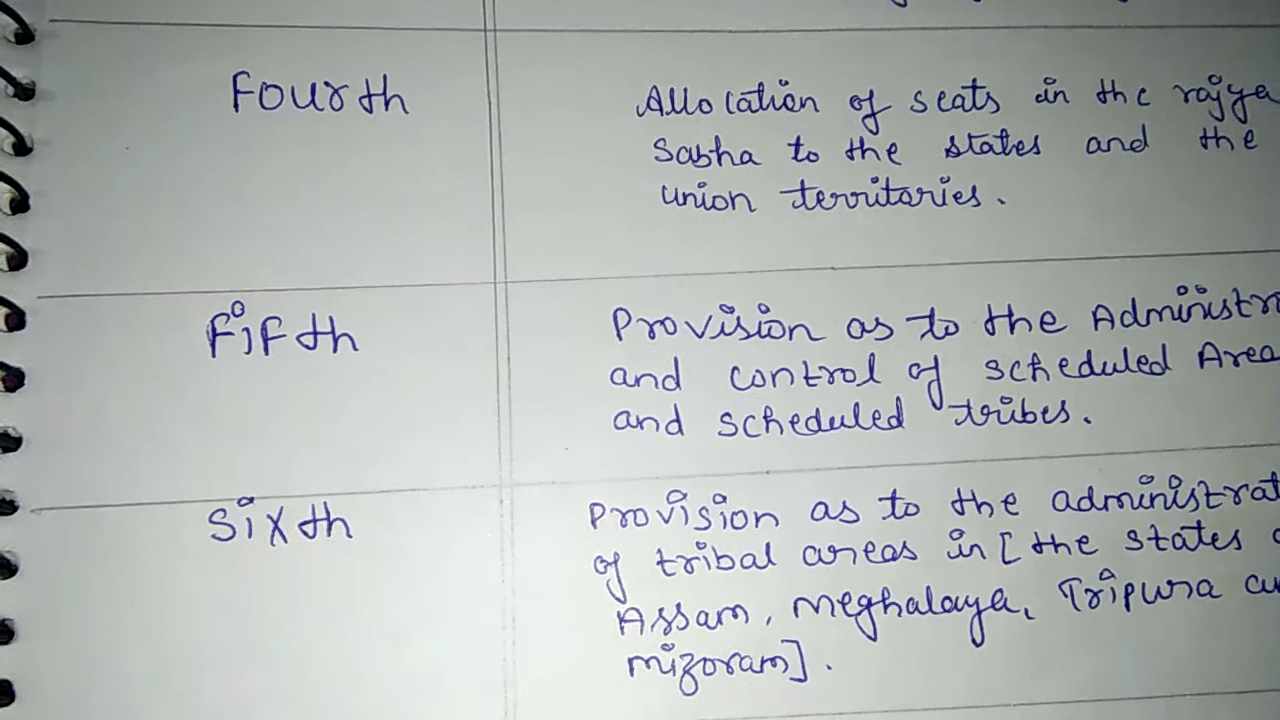 Fourth
Allocation of seats in the rajya
Sabha to the states and the
union territories.
Fifth
Provision as to the Administr
and control of scheduled Area
and scheduled tribes.
Sixth
Provision as to the administrat
of tribal areas in [ the states
Assam, Meghalaya, Tripura
mizoram].